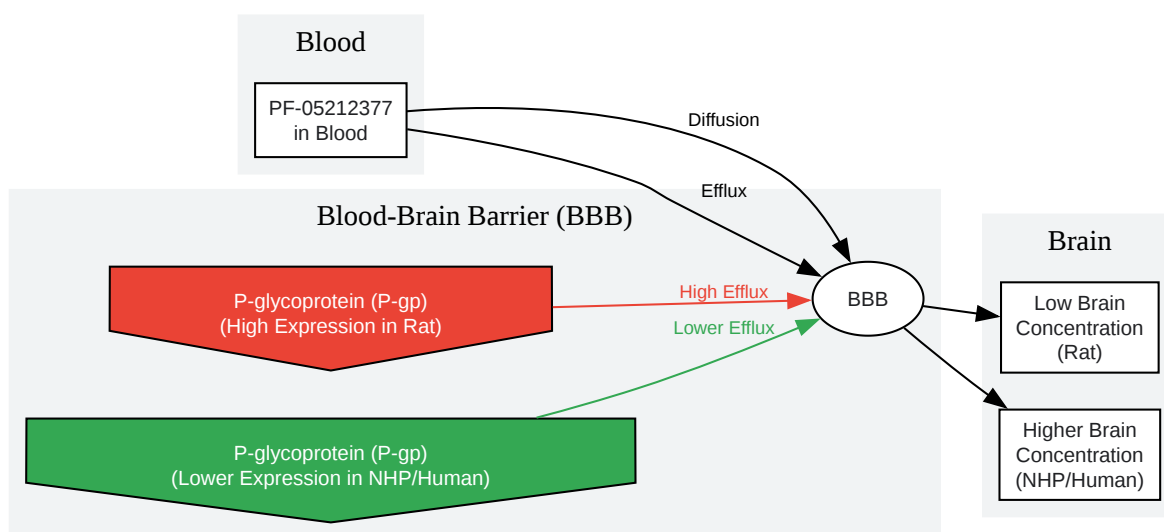 Blood
PF-05212377
in Blood
Diffusion
Efflux
Blood-Brain Barrier (BBB)
P-glycoprotein (P-gp)
(High Expression in Rat)
High Efflux
Lower Efflux
BBB
P-glycoprotein (P-gp)
(Lower Expression in NHP/Human)
Brain
Low Brain
Concentration
(Rat)
Higher Brain
Concentration
(NHP/Human)